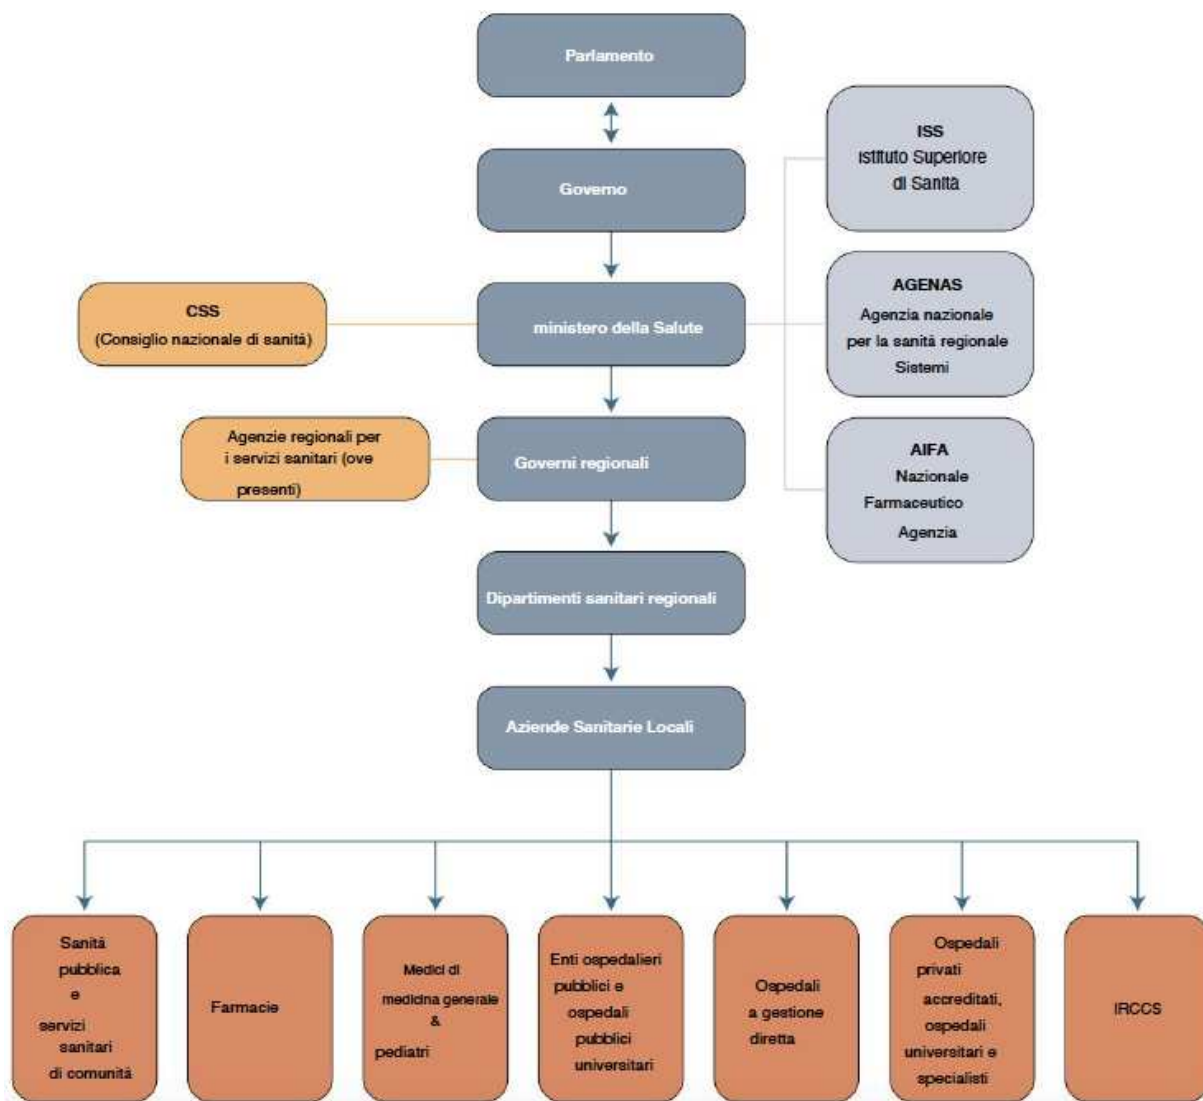 Parlamento
ISS
Istituto Superiore
di Sanità
Governo
CSS
(Consiglio nazionale di sanità)
ministero della Salute
AGENAS
Agenzia nazionale
per la sanità regionale
Sistemi
Agenzie regionali per
i servizi sanitari (ove
presenti)
Governi regionali
AIFA
Nazionale
Farmaceutico
Agenzia
Dipartimenti sanitari regionali
Aziende Sanitarie Locali
Sanità
pubblica
e
servizi
sanitari
di comunità
Farmacie
Medici di
medicina generale
&
pediatri
Enti ospedalieri
pubblici e
ospedali
pubblici
universitari
Ospedali
a gestione
diretta
Ospedali
privati
accreditati,
ospedali
universitari e
specialisti
IRCCS